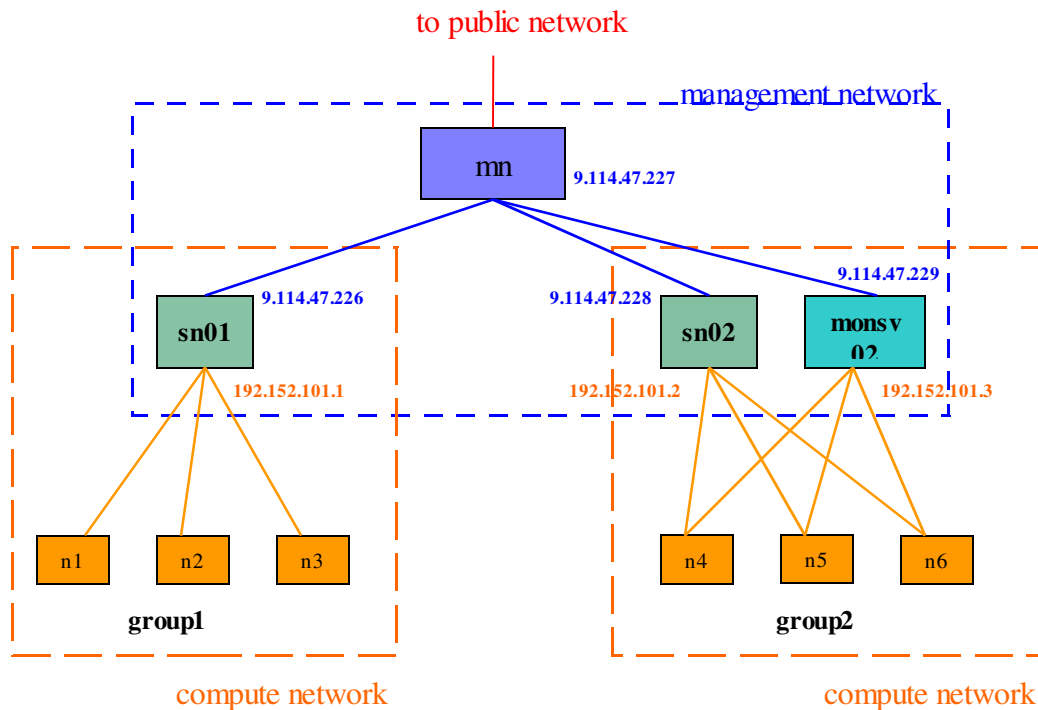 to public network
management network
mn
9.114.47.227
9.114.47.229
9.114.47.226
9.114.47.228
sn01
sn02
monsv
02
192.152.101.1
192.152.101.2
192.152.101.3
n1
n2
n3
n4
n5
n6
group1
group2
compute network
compute network